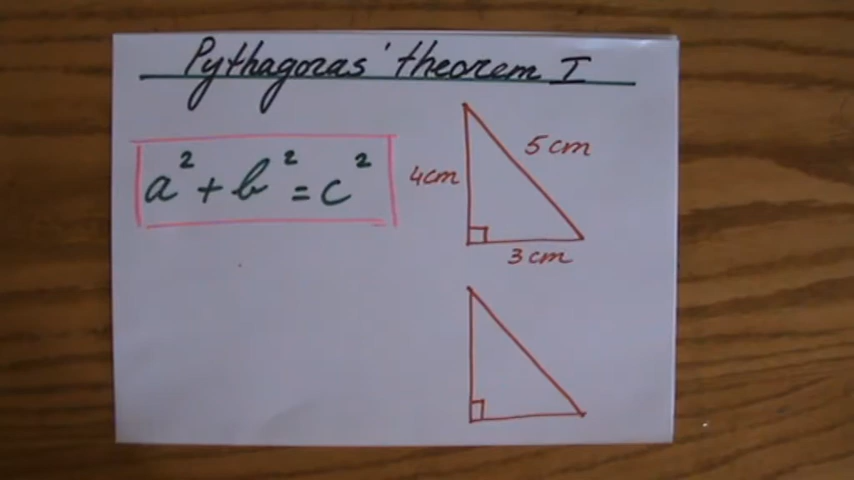 Pythagoras' theorem I
a² + b² = c²
5 cm
4cm
3 cm